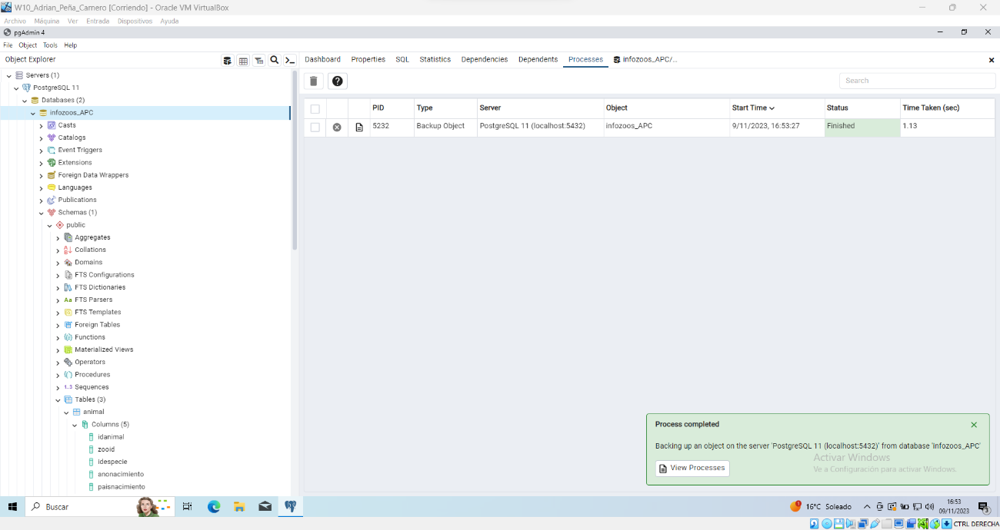 W10_Adrian_Peña_Carnero [Corriendo] - Oracle VM VirtualBox
Archivo Máquina Ver Entrada Dispositivos Ayuda
pgAdmin 4
File Object Tools Help
Object Explorer
Dashboard Properties SQL Statistics Dependencies Dependents Processes infozoos_APC/...
Servers (1)
PostgreSQL 11
Databases (2)
infozoos_APC
Casts
Catalogs
Event Triggers
Extensions
Foreign Data Wrappers
Languages
Publications
Schemas (1)
public
Aggregates
Collations
Domains
FTS Configurations
FTS Dictionaries
Aa FTS Parsers
FTS Templates
Foreign Tables
Functions
Materialized Views
Operators
Procedures
1..3 Sequences
Tables (3)
animal
Columns (5)
idanimal
zooid
idespecie
anonacimiento
paisnacimiento
Search
PID Type Server Object Start Time Status Time Taken (sec)
5232 Backup Object PostgreSQL 11 (localhost:5432) infozoos_APC 9/11/2023, 16:53:27 Finished 1.13
Process completed
Backing up an object on the server 'PostgreSQL 11 (localhost:5432)' from database 'infozoos_APC'
View Processes
Activar Windows
Ve a Configuración para activar Windows.
Buscar
16°C Soleado
16:53
09/11/2023
3
CTRL DERECHA